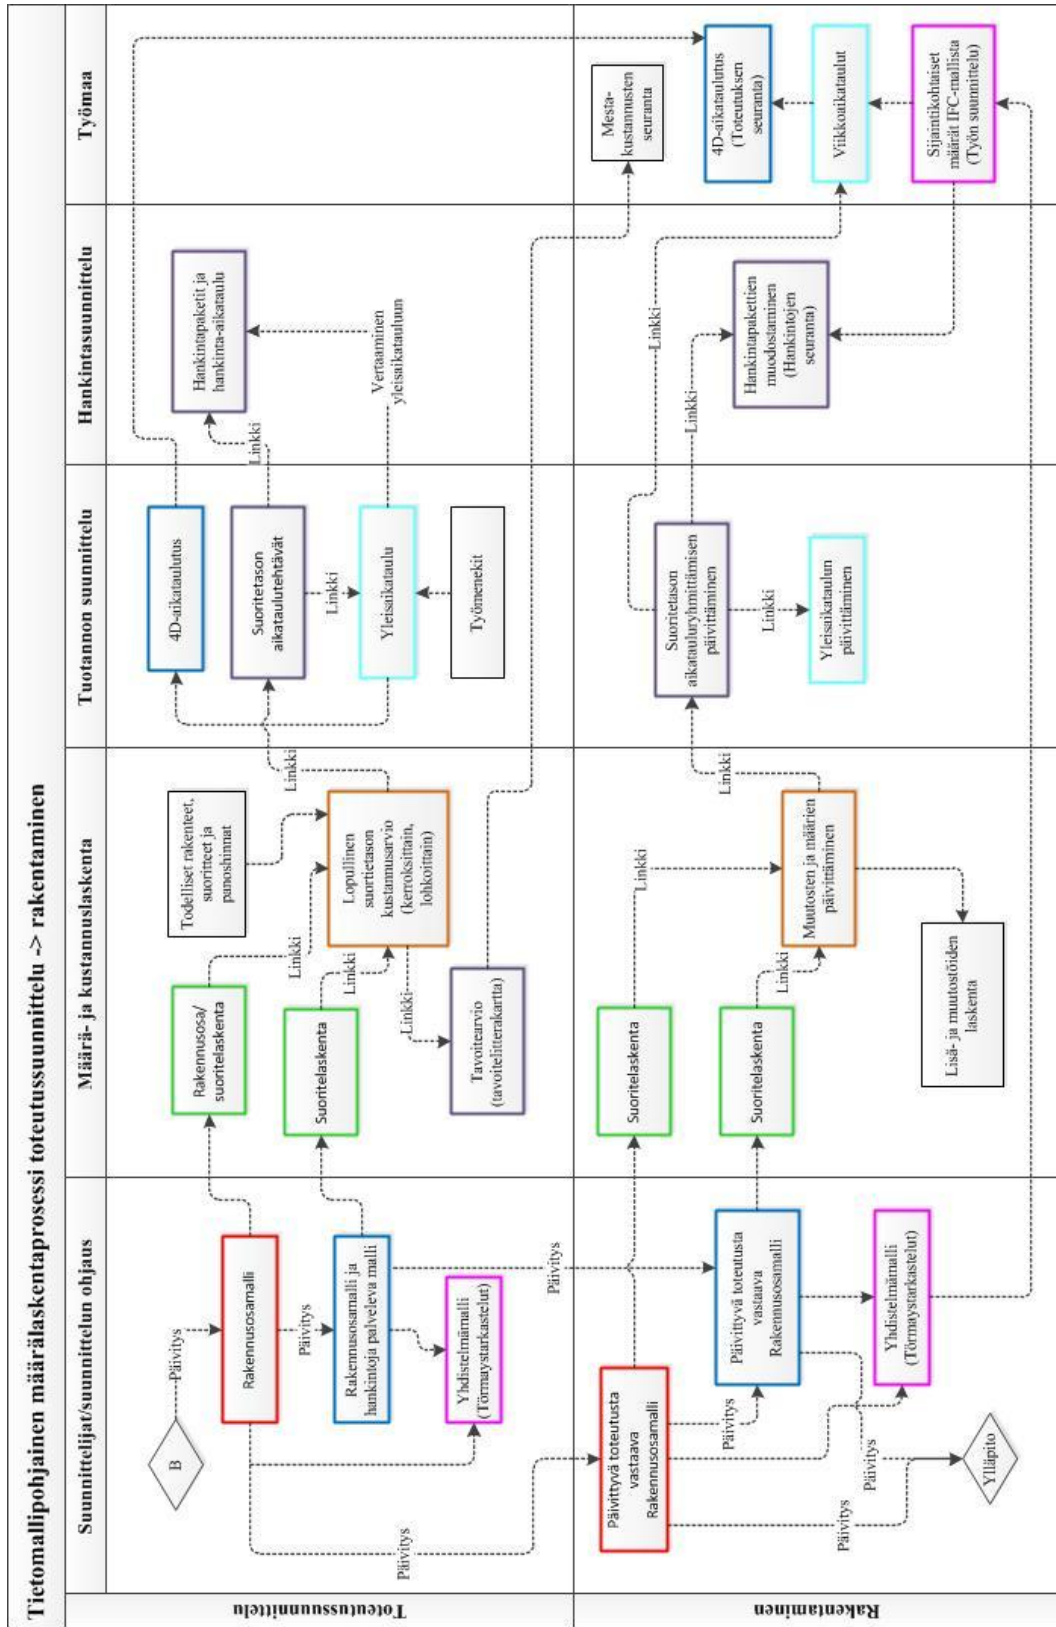 Tietomallipohjainen määrälaskentaprosessi toteutussuunnittelu -> rakentaminen
Suunnittelijat/suunnittelun ohjaus
Määrä- ja kustannuslaskenta
Tuotannon suunnittelu
Hankintasuunnittelu
Työmaa
Toteutussuunnittelu
B
Päivitys
Rakennusosamalli
Päivitys
Rakennusosamalli ja
hankintoja palveleva malli
Yhdistelmämalli
(Törmaystarkastelut)
Päivitys
Päivitys
Rakennusosa/
suoritelaskenta
Linkki
Suoritelaskenta
Linkki
Todelliset rakenteet,
suoritteet ja
panoshinnat
Lopullinen
suortietason
kustannusarvio
(kerroksittain,
lohkoittain)
Linkki
Tavoitearvio
(tavoitelitterakartta)
Linkki
4D-aikataulutus
Suoritetason
aikataulutehtävät
Linkki
Yleisaikataulu
Työmenekit
Linkki
Hankintapaketit ja
hankinta-aikataulu
Vertaaminen
yleisaikatauluun
Rakentaminen
Päivittyvä toteutusta
vastaava
Rakennusosamalli
Päivitys
Päivittyvä toteutusta
vastaava
Rakennusosamalli
Yhdistelmämalli
(Törmaystarkastelut)
Päivitys
Päivitys
Ylläpito
Suoritelaskenta
Linkki
Suoritelaskenta
Linkki
Muutosten ja määrien
päivittäminen
Lisä- ja muutostöiden
laskenta
Linkki
Suoritetason
aikatauluryhmittämisen
päivittäminen
Linkki
Yleisaikataulun
päivittäminen
Linkki
Linkki
Hankintapakettien
muodostaminen
(Hankintojen
seuranta)
Mesta-
kustannusten
seuranta
4D-aikataulutus
(Toteutuksen
seuranta)
Viikkoaikataulut
Sijaintikohtaiset
määrät IFC-mallista
(Työn suunnittelu)